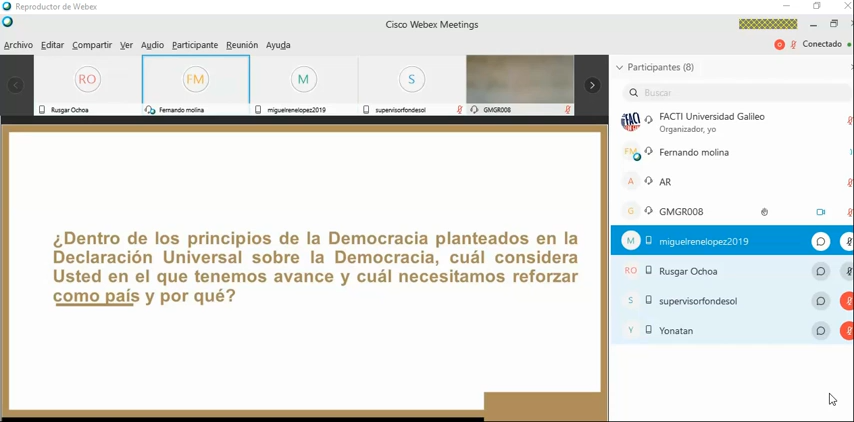 Reproductor de Webex
Cisco Webex Meetings
Archivo Editar Compartir Ver Audio Participante Reunión Ayuda
Conectado
RO FM M S
Rusgar Ochoa Fernando molina miguelrenelopez2019 supervisorfondesol GMGR008
¿Dentro de los principios de la Democracia planteados en la
Declaración Universal sobre la Democracia, cuál considera
Usted en el que tenemos avance y cuál necesitamos reforzar
como país y por qué?
Participantes (8)
Buscar
FACTI Universidad Galileo
Organizador, yo
FM Fernando molina
A AR
G GMGR008
M miguelrenelopez2019
RO Rusgar Ochoa
S supervisorfondesol
Y Yonatan